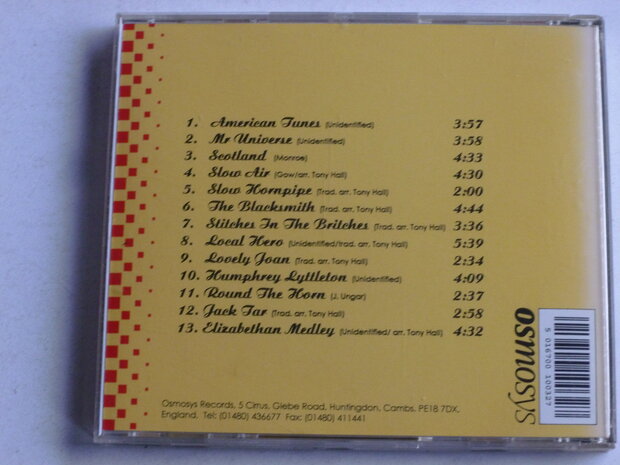 1. American Tunes (Unidentified) 3:57
2. Mr Universe (Unidentified) 3:58
3. Scotland (Monroe) 4:33
4. Slow Air (Gow/arr. Tony Hall) 4:30
5. Slow Hornpipe (Trad. arr. Tony Hall) 2:00
6. The Blacksmith (Trad. arr. Tony Hall) 4:44
7. Stitches In The Britches (Trad. arr. Tony Hall) 3:36
8. Local Hero (Unidentified/trad. arr. Tony Hall) 5:39
9. Lovely Joan (Trad. arr. Tony Hall) 2:34
10. Humphrey Lyttleton (Unidentified) 4:09
11. Round The Horn (J. Ungar) 2:37
12. Jack Tar (Trad. arr. Tony Hall) 2:58
13. Elizabethan Medley (Unidentified/ arr. Tony Hall) 4:32
osmosys
5 016700 100327
Osmosys Records, 5 Cirrus, Glebe Road, Huntingdon, Cambs. PE18 7DX,
England, Tel: (01480) 436677 Fax: (01480) 411441